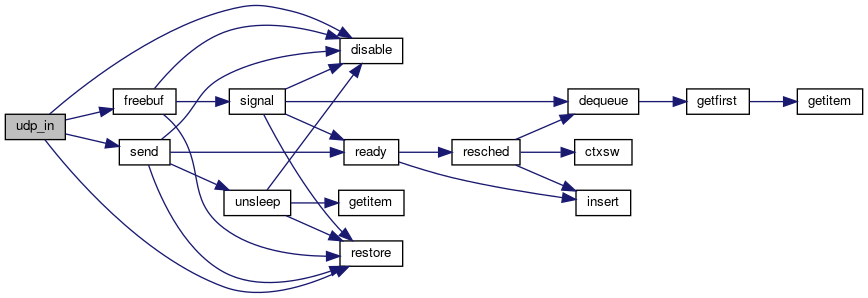 udp_in
freebuf
send
signal
unsleep
disable
ready
getitem
restore
resched
dequeue
ctxsw
insert
getfirst
getitem